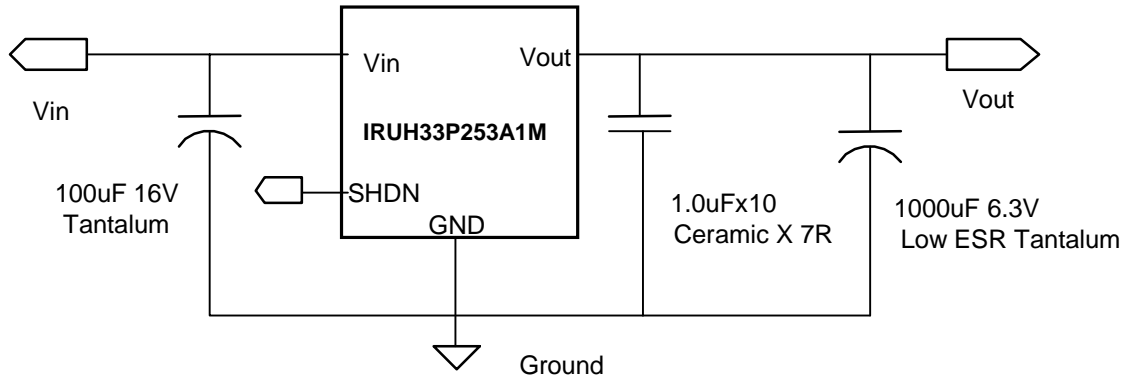 Vin
Vout
Vin
Vout
IRUH33P253A1M
100uF 16V
Tantalum
SHDN
GND
1.0uFx10
Ceramic X 7R
1000uF 6.3V
Low ESR Tantalum
Ground